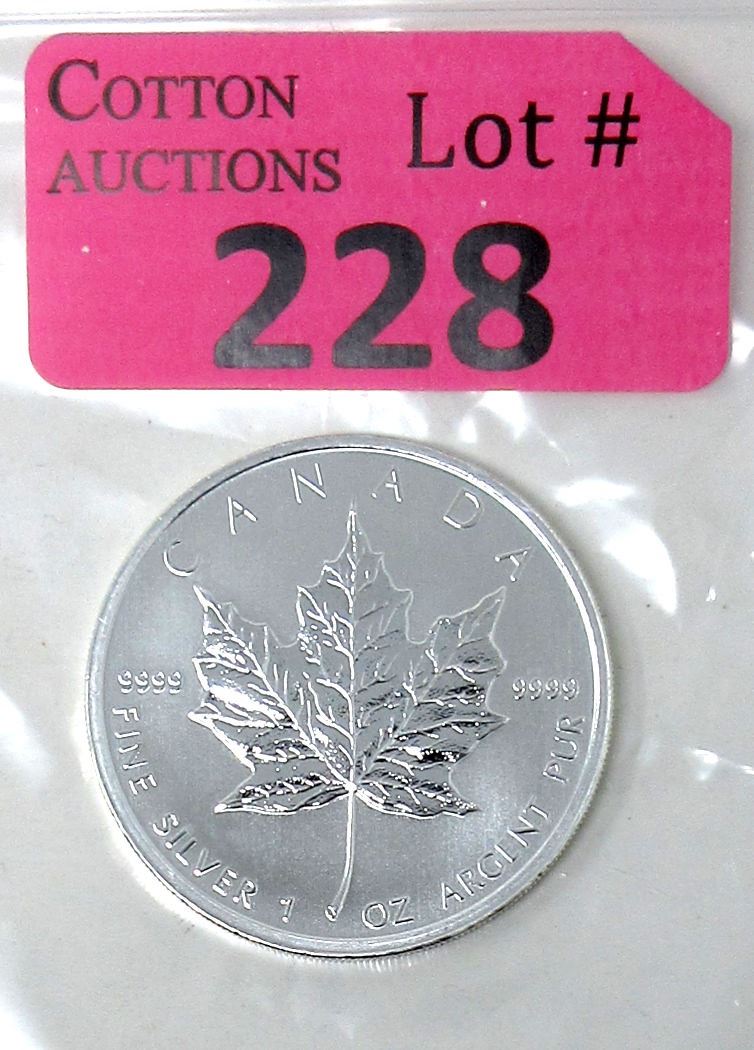 COTTON
AUCTIONS
Lot #
228
CANADA
9999
9999
FINE SILVER 1 OZ ARGENT PUR